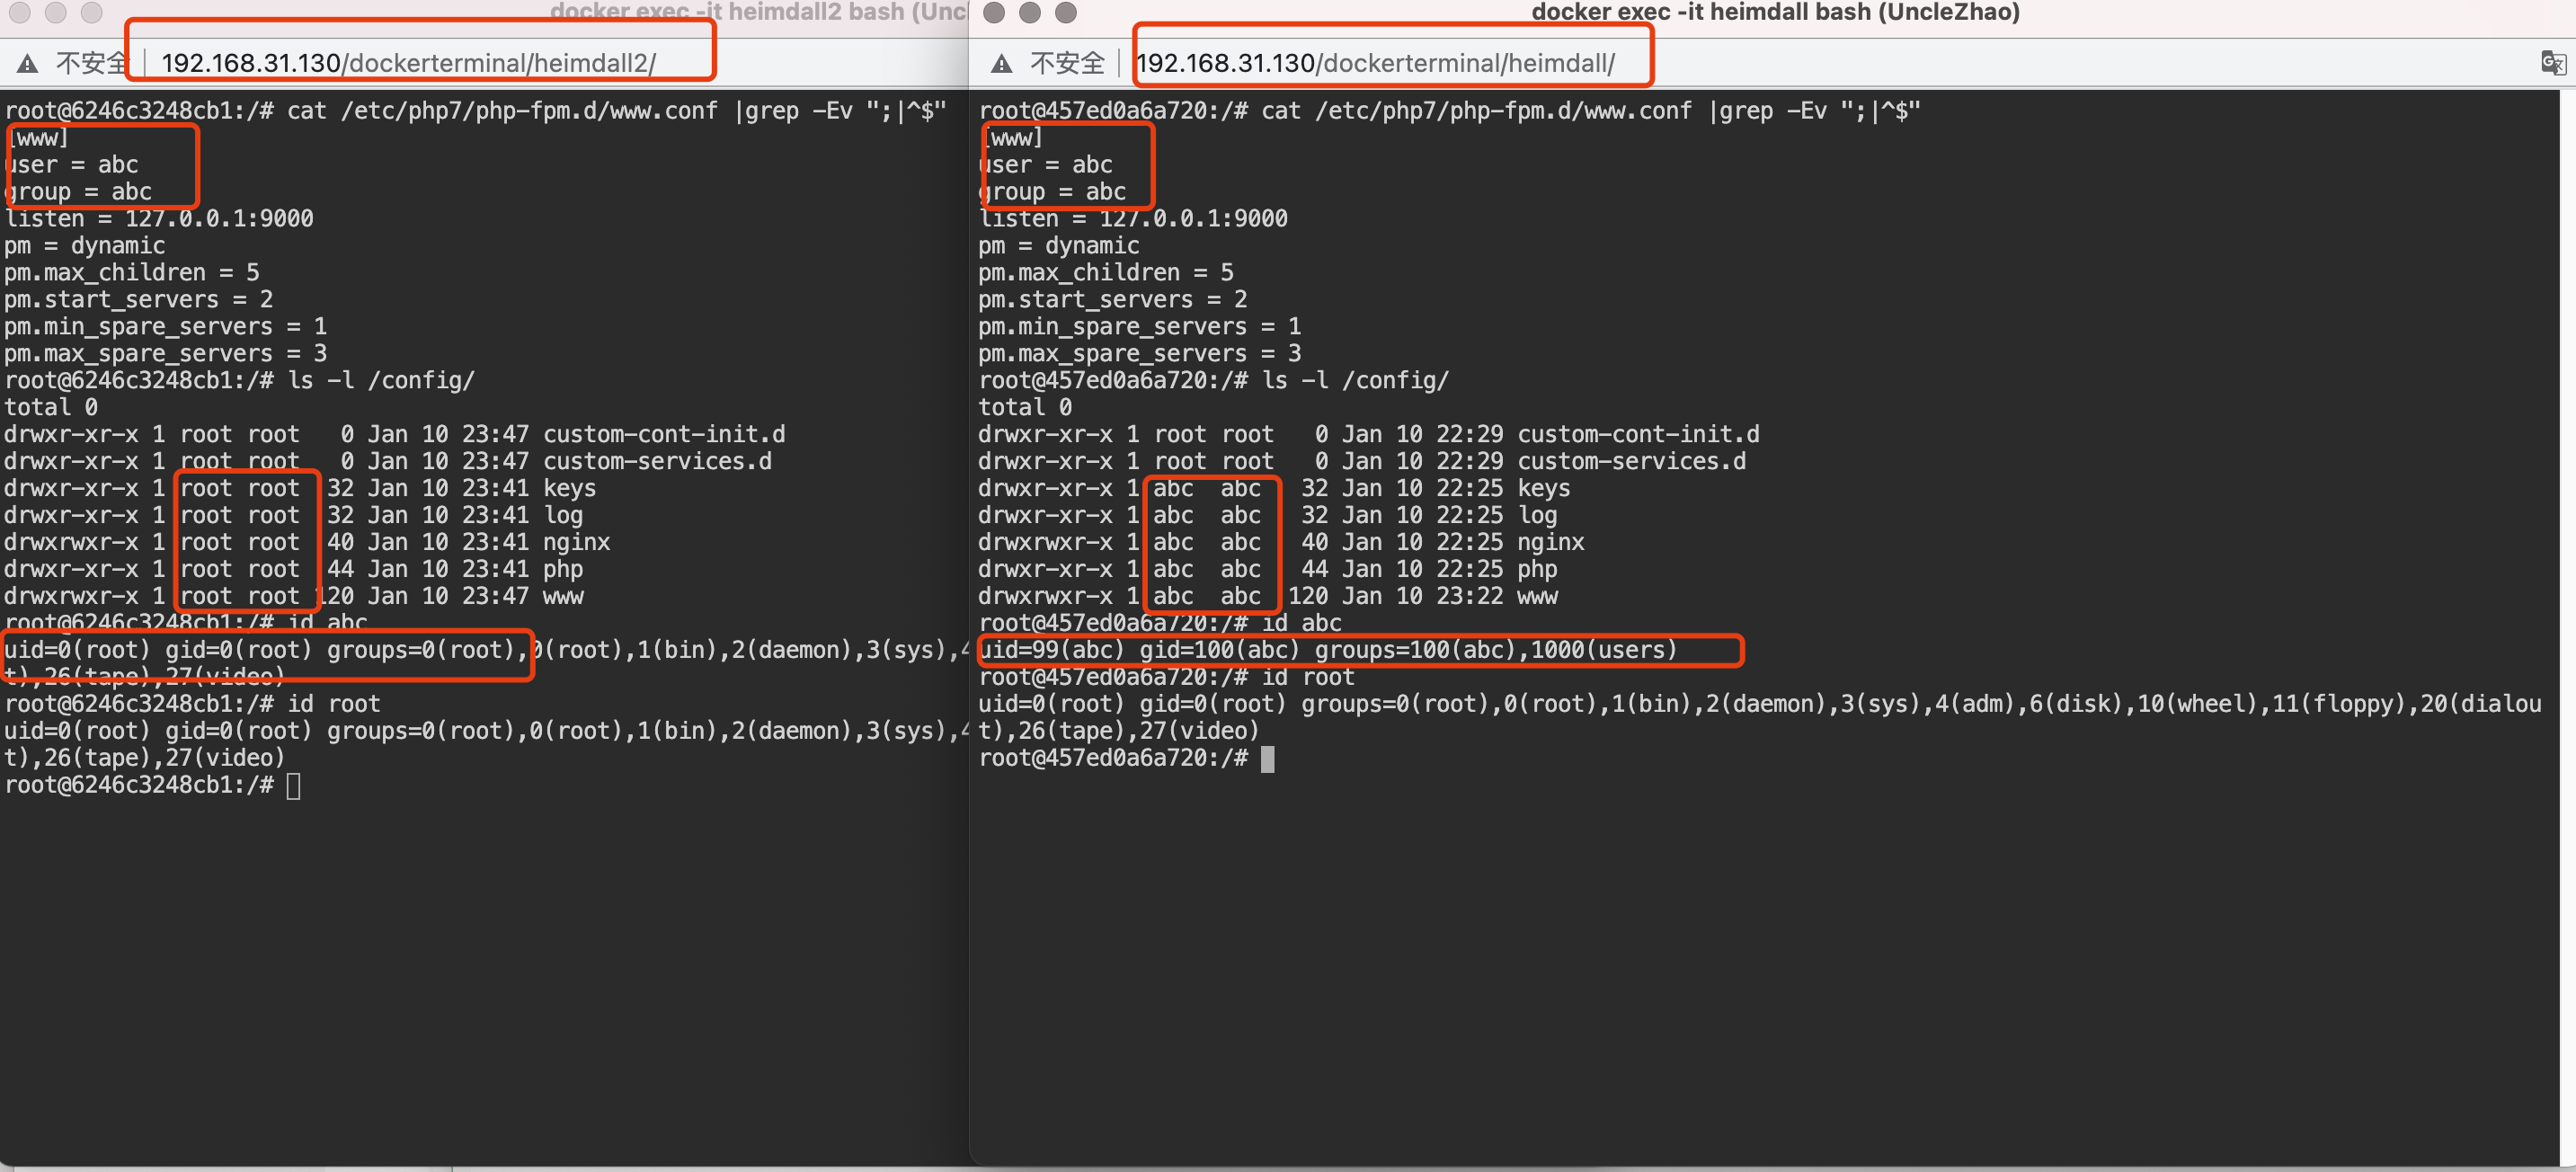 docker exec -it heimdall2 bash (Uncl
不安全 192.168.31.130/dockerterminal/heimdall2/
root@6246c3248cb1:/# cat /etc/php7/php-fpm.d/www.conf |grep -Ev ";|^$"
[www]
user = abc
group = abc
listen = 127.0.0.1:9000
pm = dynamic
pm.max_children = 5
pm.start_servers = 2
pm.min_spare_servers = 1
pm.max_spare_servers = 3
root@6246c3248cb1:/# ls -l /config/
total 0
drwxr-xr-x 1 root root   0 Jan 10 23:47 custom-cont-init.d
drwxr-xr-x 1 root root   0 Jan 10 23:47 custom-services.d
drwxr-xr-x 1 root root  32 Jan 10 23:41 keys
drwxr-xr-x 1 root root  32 Jan 10 23:41 log
drwxrwxr-x 1 root root  40 Jan 10 23:41 nginx
drwxr-xr-x 1 root root  44 Jan 10 23:41 php
drwxrwxr-x 1 root root 120 Jan 10 23:47 www
root@6246c3248cb1:/# id abc
uid=0(root) gid=0(root) groups=0(root),0(root),1(bin),2(daemon),3(sys),4
t),26(tape),27(video)
root@6246c3248cb1:/# id root
uid=0(root) gid=0(root) groups=0(root),0(root),1(bin),2(daemon),3(sys),4
t),26(tape),27(video)
root@6246c3248cb1:/#
docker exec -it heimdall bash (UncleZhao)
不安全 192.168.31.130/dockerterminal/heimdall/
root@457ed0a6a720:/# cat /etc/php7/php-fpm.d/www.conf |grep -Ev ";|^$"
[www]
user = abc
group = abc
listen = 127.0.0.1:9000
pm = dynamic
pm.max_children = 5
pm.start_servers = 2
pm.min_spare_servers = 1
pm.max_spare_servers = 3
root@457ed0a6a720:/# ls -l /config/
total 0
drwxr-xr-x 1 root root   0 Jan 10 22:29 custom-cont-init.d
drwxr-xr-x 1 root root   0 Jan 10 22:29 custom-services.d
drwxr-xr-x 1 abc  abc   32 Jan 10 22:25 keys
drwxr-xr-x 1 abc  abc   32 Jan 10 22:25 log
drwxrwxr-x 1 abc  abc   40 Jan 10 22:25 nginx
drwxr-xr-x 1 abc  abc   44 Jan 10 22:25 php
drwxrwxr-x 1 abc  abc  120 Jan 10 23:22 www
root@457ed0a6a720:/# id abc
uid=99(abc) gid=100(abc) groups=100(abc),1000(users)
root@457ed0a6a720:/# id root
uid=0(root) gid=0(root) groups=0(root),0(root),1(bin),2(daemon),3(sys),4(adm),6(disk),10(wheel),11(floppy),20(dialou
t),26(tape),27(video)
root@457ed0a6a720:/#